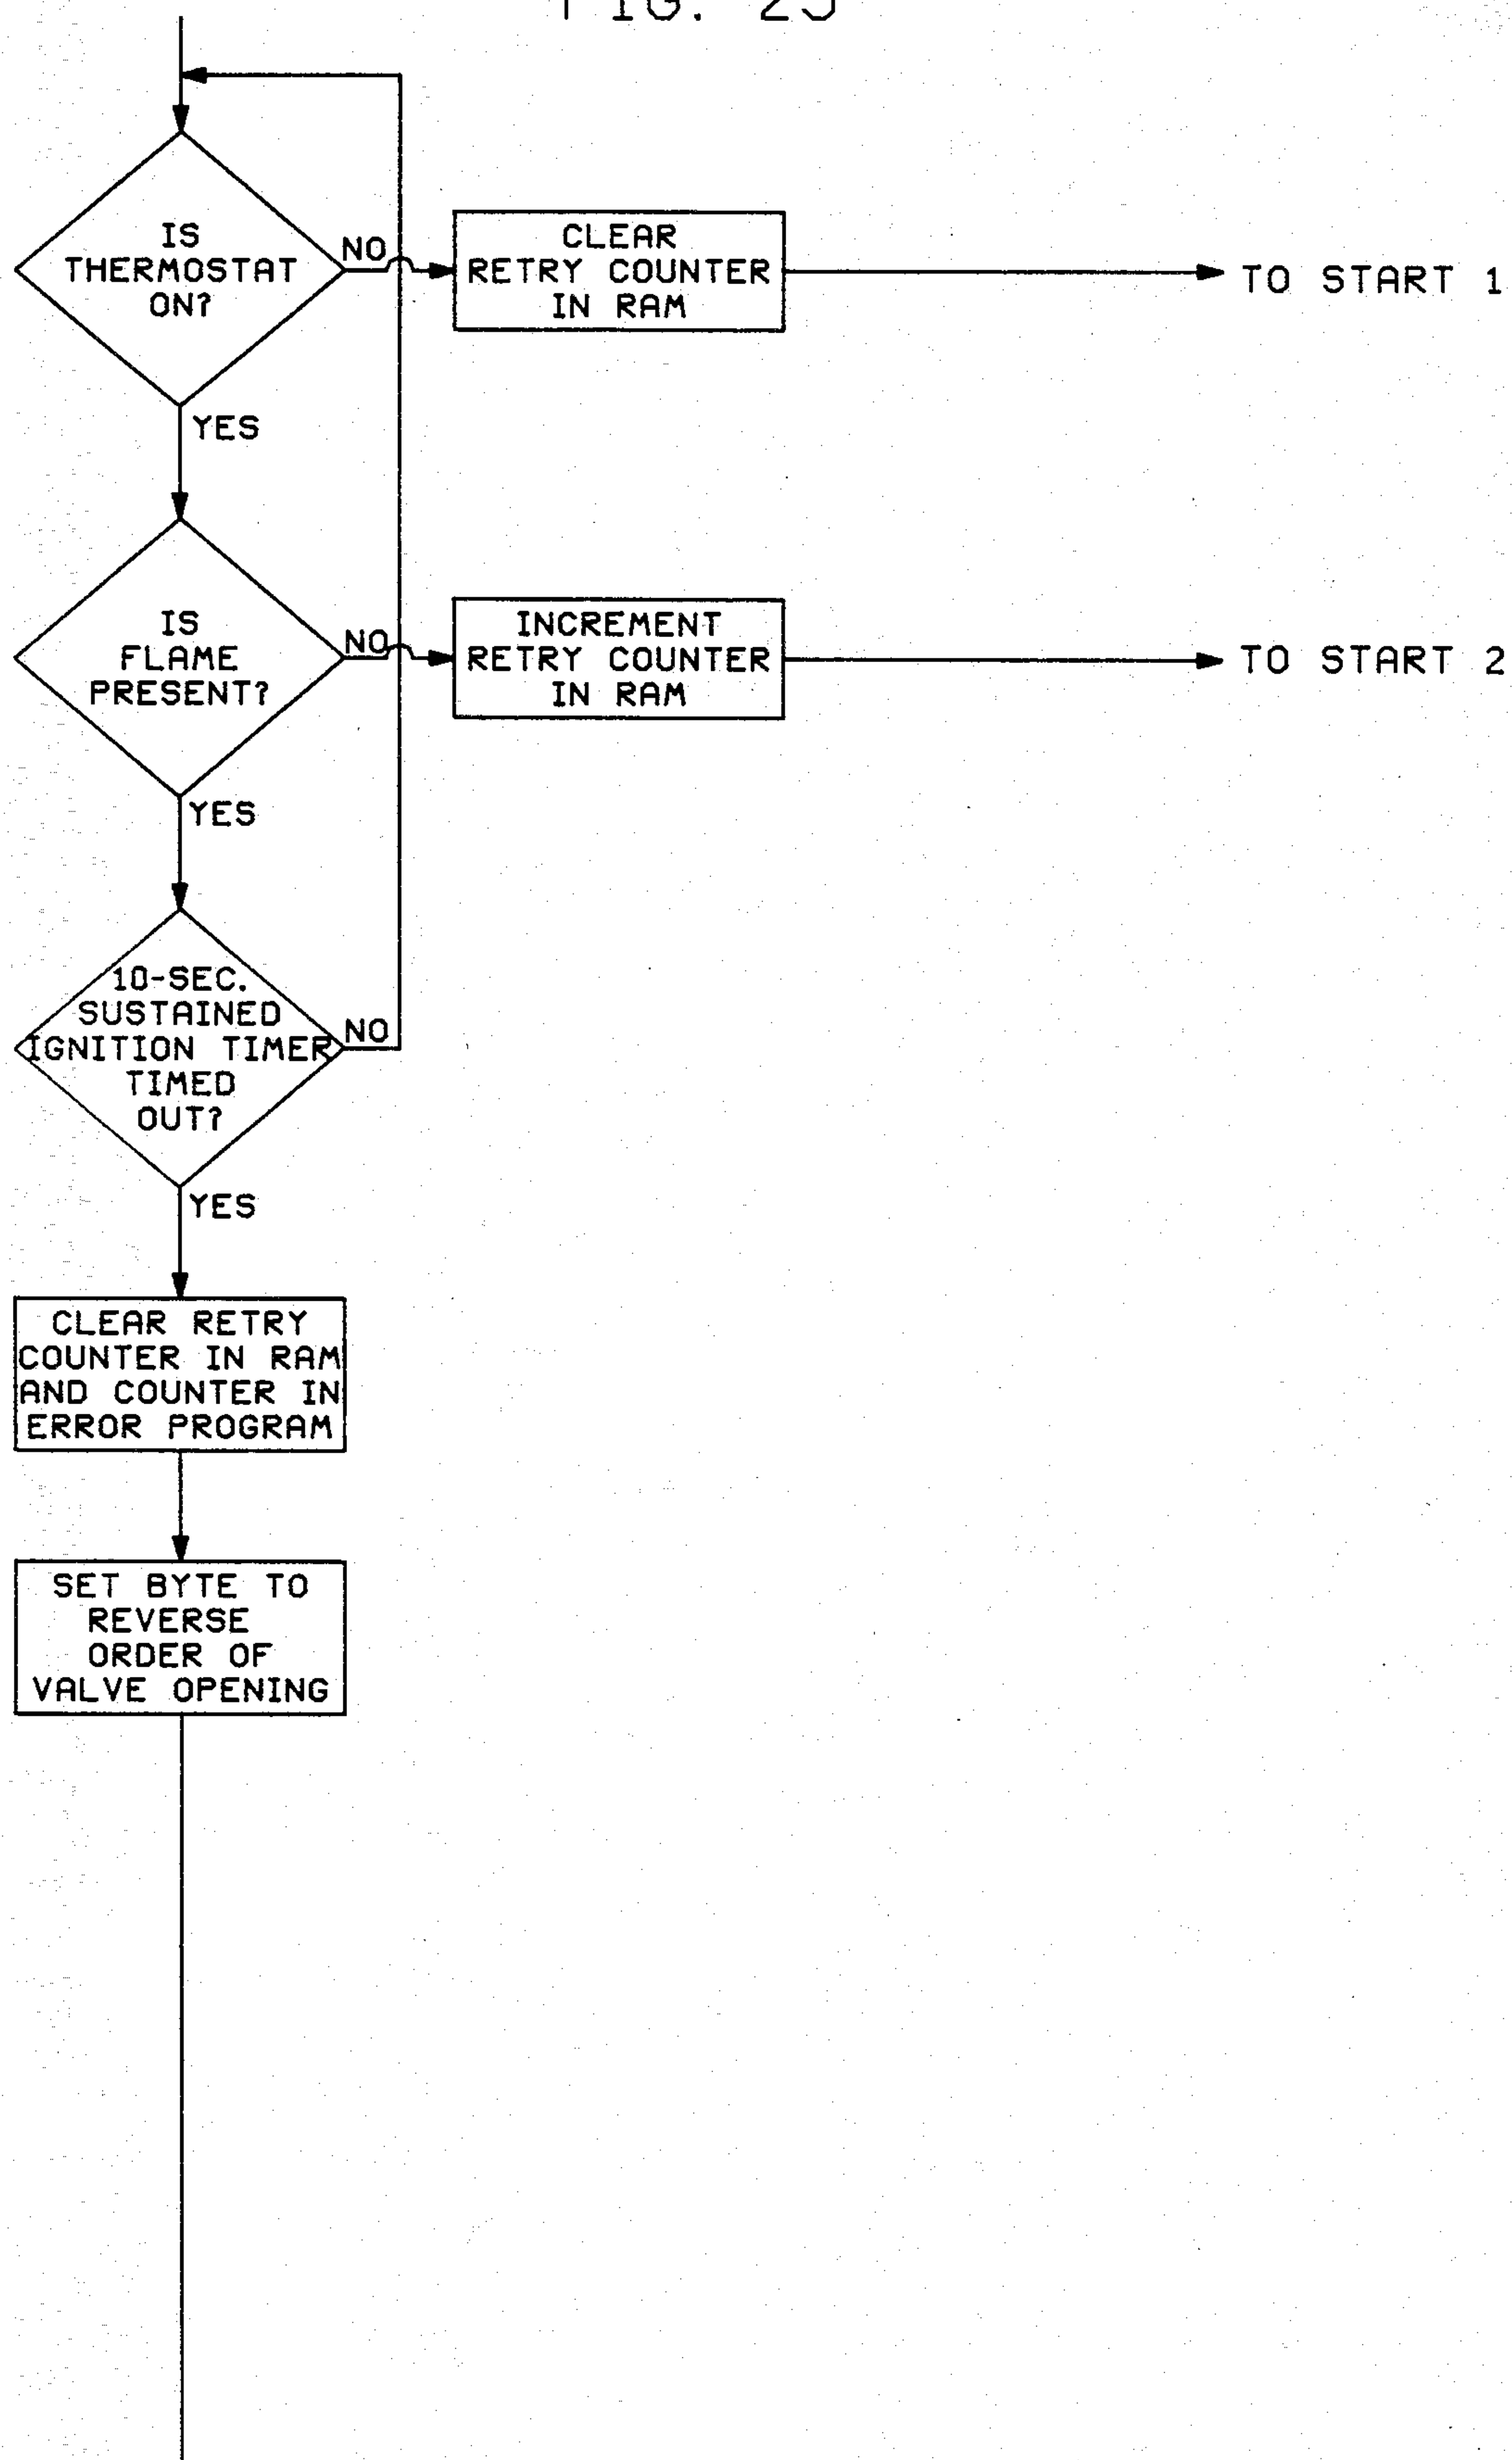 FIG. 25
IS
THERMOSTAT
ON?
NO
CLEAR
RETRY COUNTER
IN RAM
TO START 1
YES
IS
FLAME
PRESENT?
NO
INCREMENT
RETRY COUNTER
IN RAM
TO START 2
YES
10-SEC.
SUSTAINED
IGNITION TIMER
TIMED
OUT?
NO
YES
CLEAR RETRY
COUNTER IN RAM
AND COUNTER IN
ERROR PROGRAM
SET BYTE TO
REVERSE
ORDER OF
VALVE OPENING